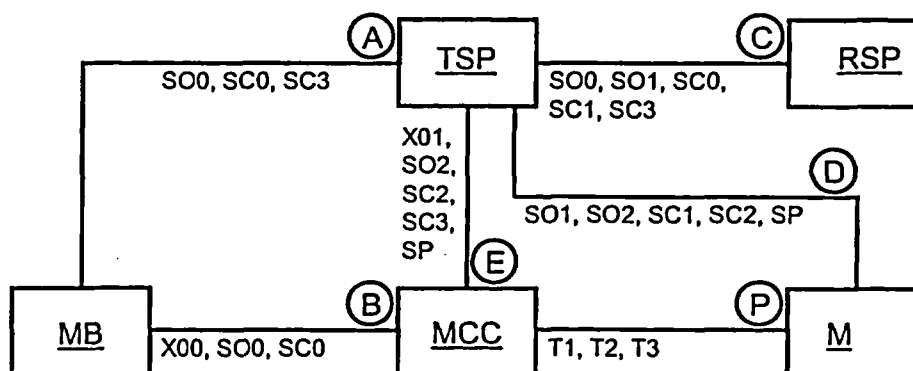 A
TSP
C
RSP
SO0, SC0, SC3
SO0, SO1, SC0,
SC1, SC3
X01,
SO2,
SC2,
SC3,
SP
D
SO1, SO2, SC1, SC2, SP
E
MB
B
MCC
P
M
X00, SO0, SC0
T1, T2, T3